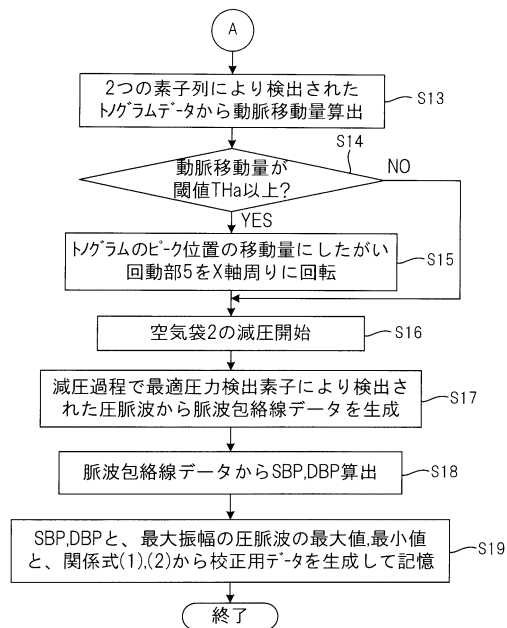 A
2つの素子列により検出された
トノグラムデータから動脈移動量算出
S13
S14
動脈移動量が
閾値THa以上?
NO
YES
トノグラムのピーク位置の移動量にしたがい
回動部5をX軸周りに回転
S15
空気袋2の減圧開始
S16
減圧過程で最適圧力検出素子により検出さ
れた圧脈波から脈波包絡線データを生成
S17
脈波包絡線データからSBP,DBP算出
S18
SBP,DBPと、最大振幅の圧脈波の最大値,最小値
と、関係式(1),(2)から校正用データを生成して記憶
S19
終了